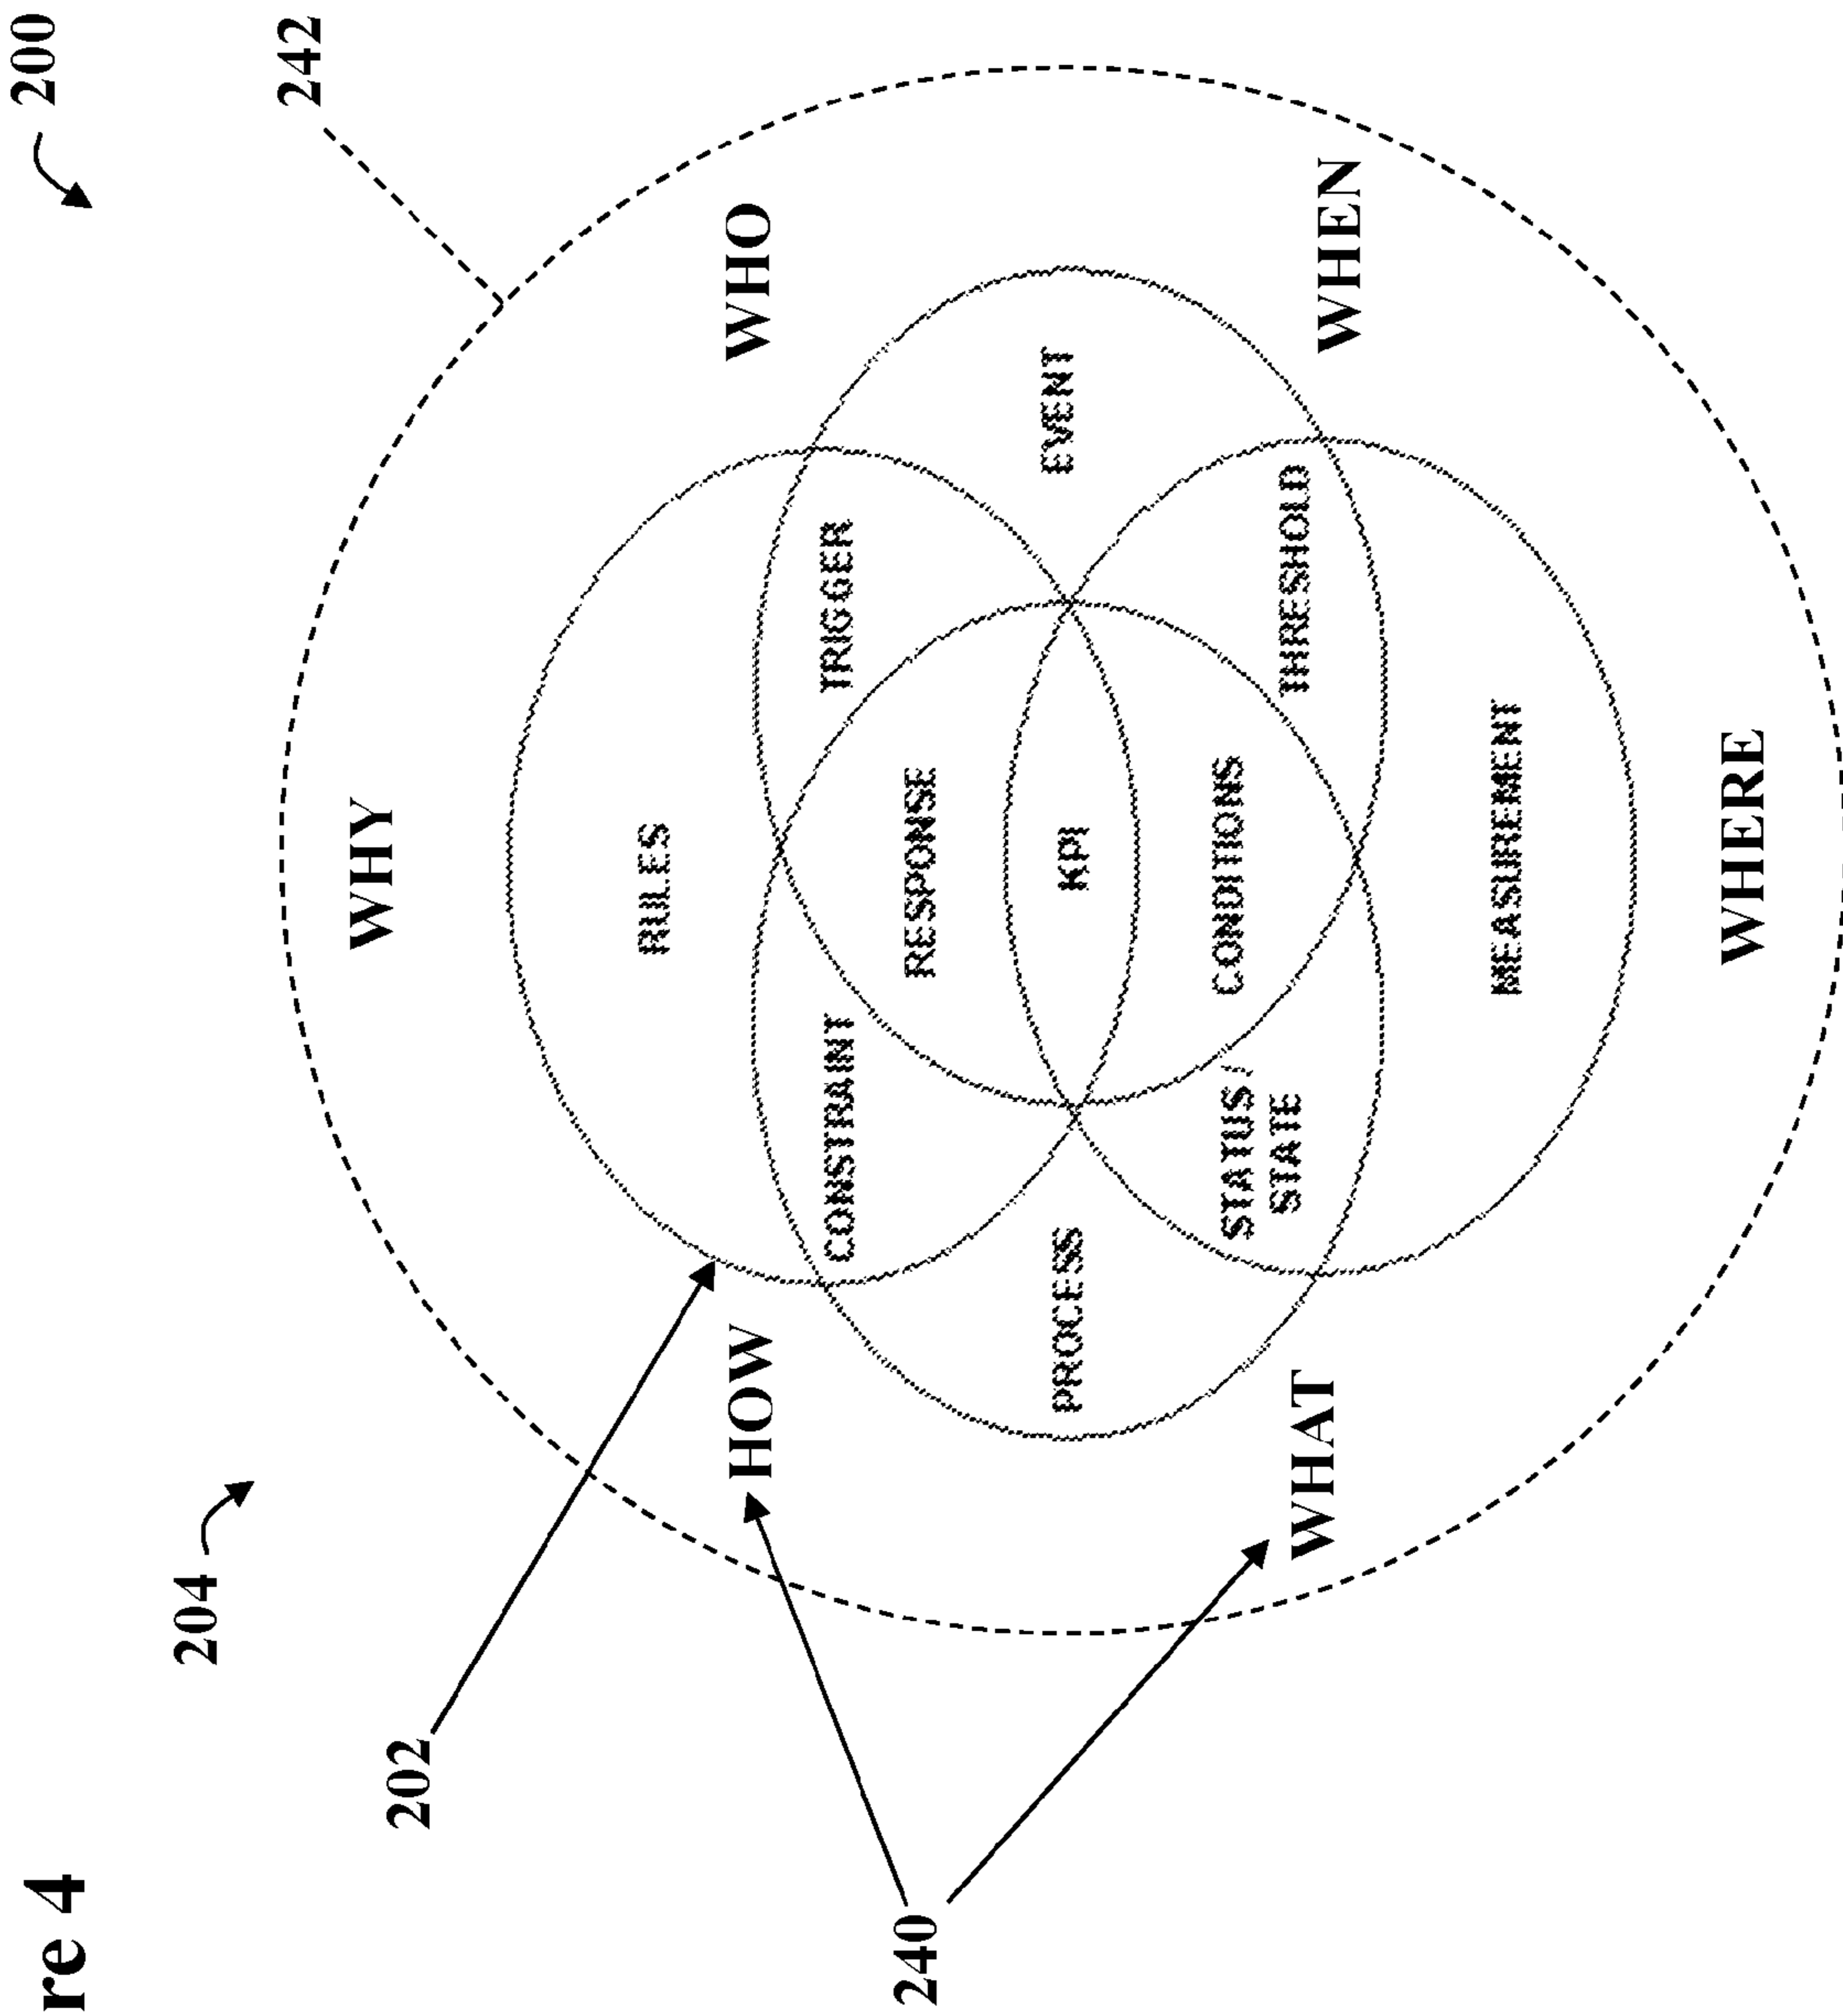 re 4
200
204
242
202
WHY
RULES
HOW
WHO
CONSTRAINT
TRIGGER
RESPONSE
240
PROCESS
KPI
EVENT
STATUS/
STATE
CONDITIONS
THRESHOLD
WHAT
WHEN
MEASUREMENT
WHERE